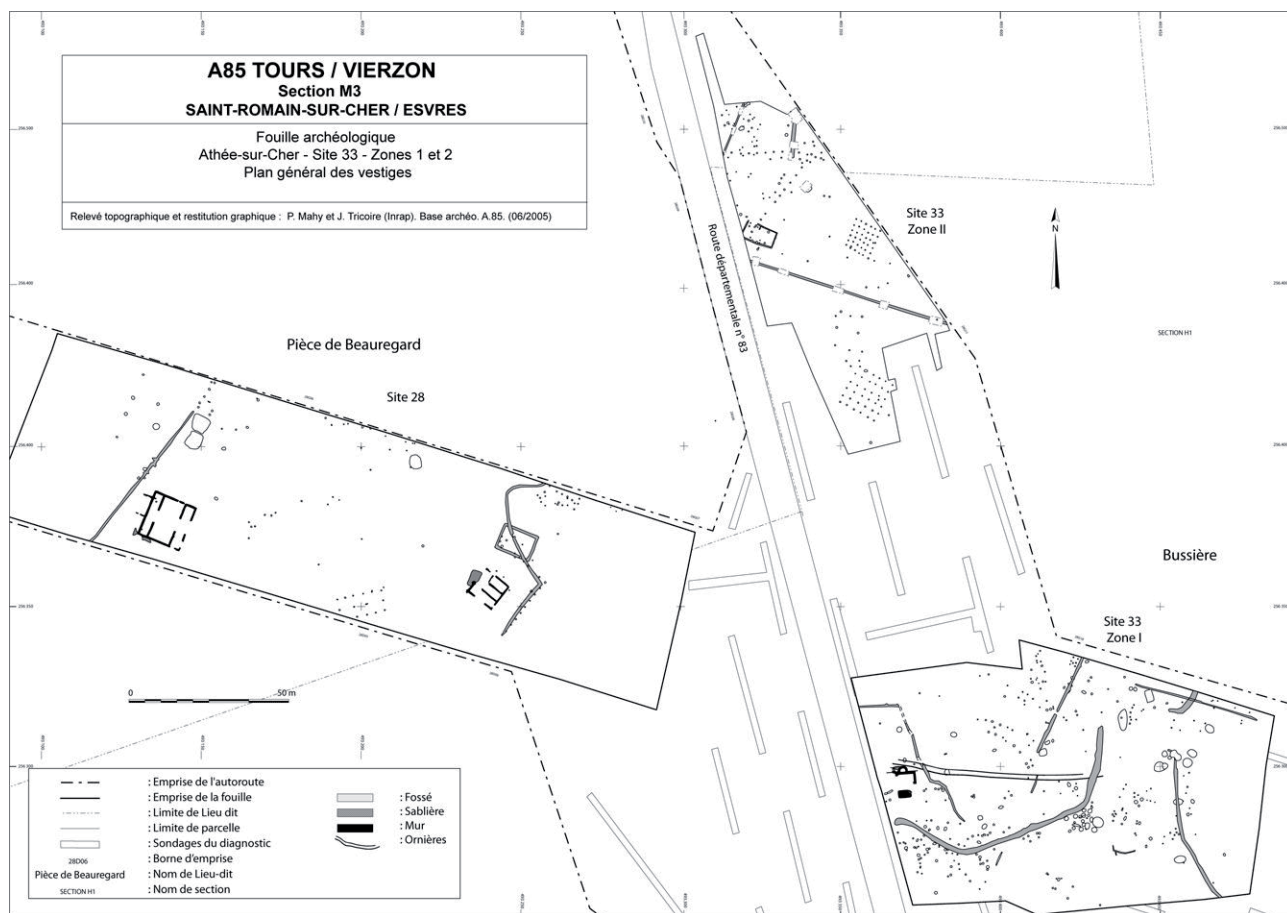 A85 TOURS / VIERZON
Section M3
SAINT-ROMAIN-SUR-CHER / ESVRES
Fouille archéologique
Athée-sur-Cher - Site 33 - Zones 1 et 2
Plan général des vestiges
Relevé topographique et restitution graphique : P. Mahy et J. Tricoire (Inrap). Base archéo. A.85. (06/2005)
Site 33
Zone II
N
Route départementale n° 83
SECTION H1
Pièce de Beauregard
Site 28
Bussière
Site 33
Zone I
0 50 m
: Emprise de l'autoroute
: Emprise de la fouille
: Limite de Lieu dit
: Limite de parcelle
: Sondages du diagnostic
28D06 : Borne d'emprise
Pièce de Beauregard : Nom de Lieu-dit
SECTION H1 : Nom de section
: Fossé
: Sablière
: Mur
: Ornières